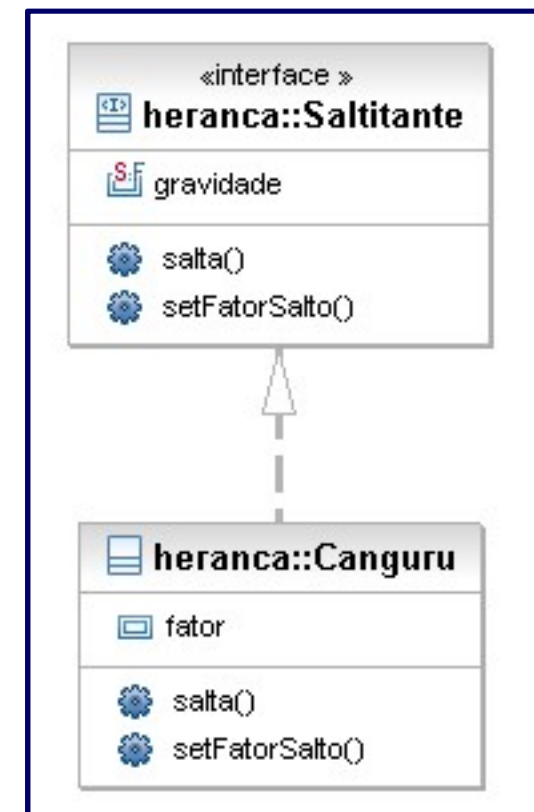 «interface »
heranca::Saltitante
S F
gravidade
salta()
setFatorSalto()
heranca::Canguru
fator
salta()
setFatorSalto()